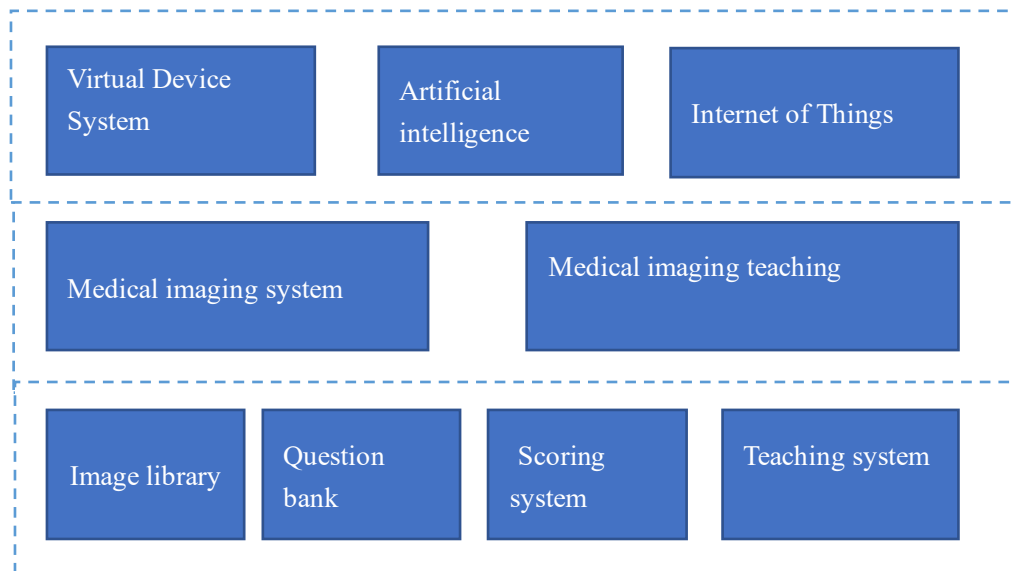 Virtual Device
System
Artificial
intelligence
Internet of Things
Medical imaging system
Medical imaging teaching
Image library
Question
bank
Scoring
system
Teaching system